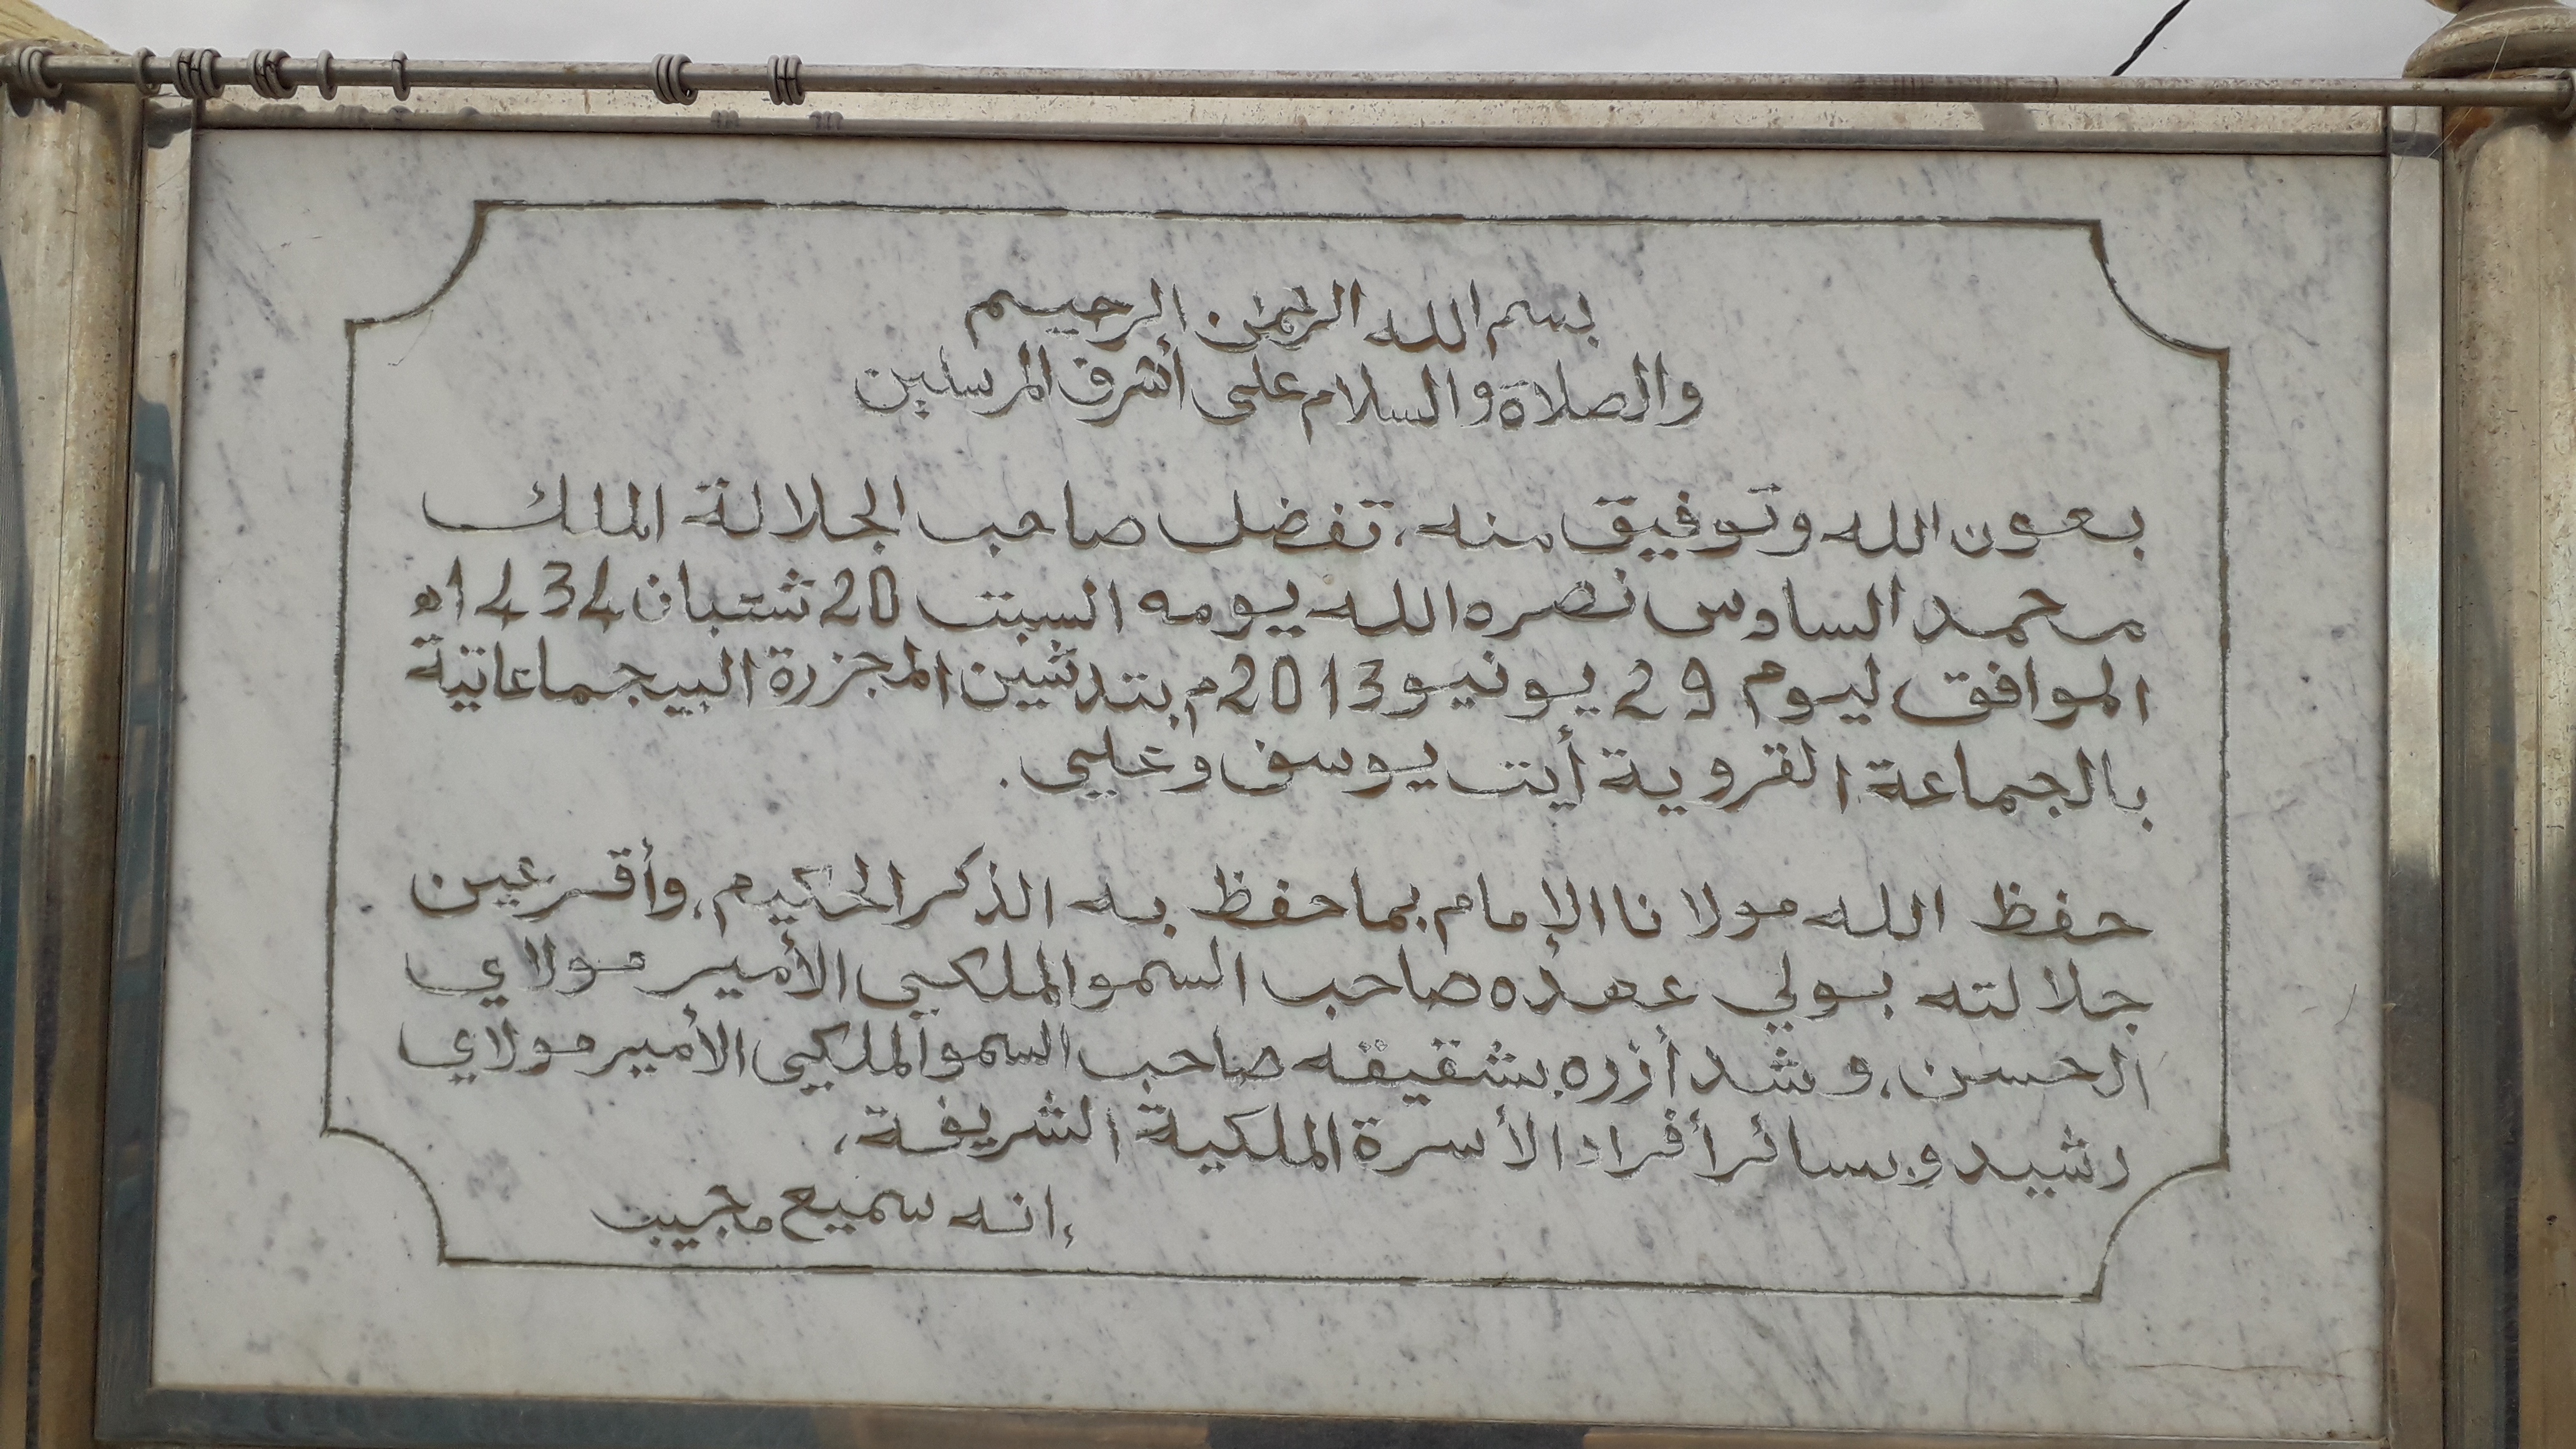 بسم الله الرحمن الرحيم
والصلاة والسلام على أشرف المرسلين
بعون الله وتوفيق منه، تفضل صاحب الجلالة الملك
محمد السادس نصره الله يومه السبت 20 شعبان 1434ه
الموافق ليوم 29 يونيو 2013م بتدشين المجزرة البيجماعاتية
بالجماعة القروية أيت يوسف وعلي.
حفظ الله مولانا الإمام بما حفظ به الذكر الحكيم، وأقر عين
جلالته بولي عهده صاحب السمو الملكي الأمير مولاي
الحسن، وشد أزره بشقيقه صاحب السمو الملكي الأمير مولاي
رشيد وبسائر أفراد الأسرة الملكية الشريفة،
إنه سميع مجيب